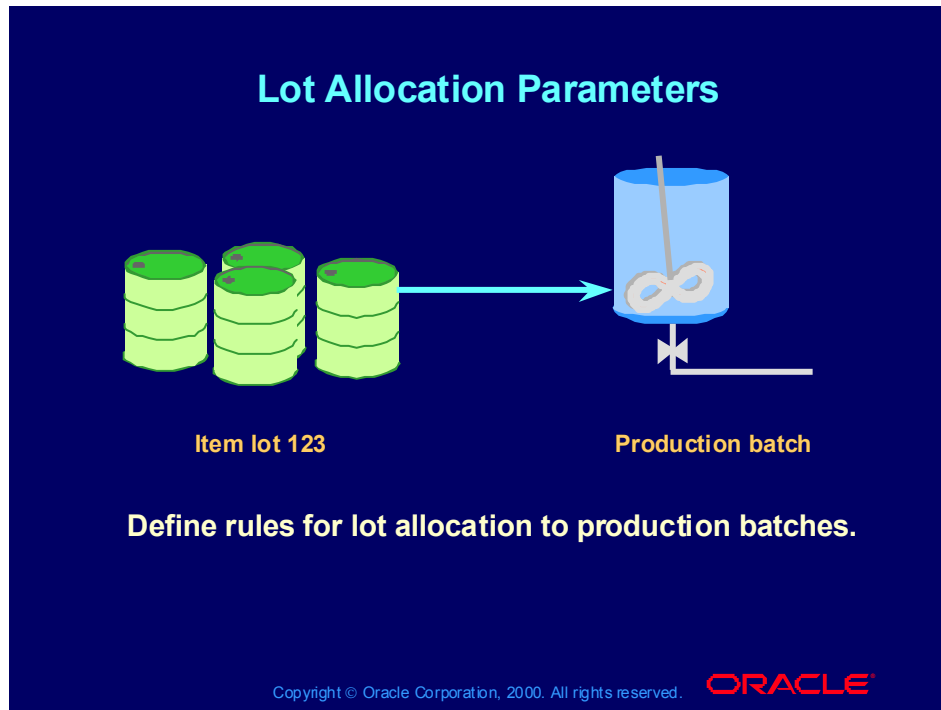 Lot Allocation Parameters
Item lot 123
Production batch
Define rules for lot allocation to production batches.
Copyright © Oracle Corporation, 2000. All rights reserved.
ORACLE®